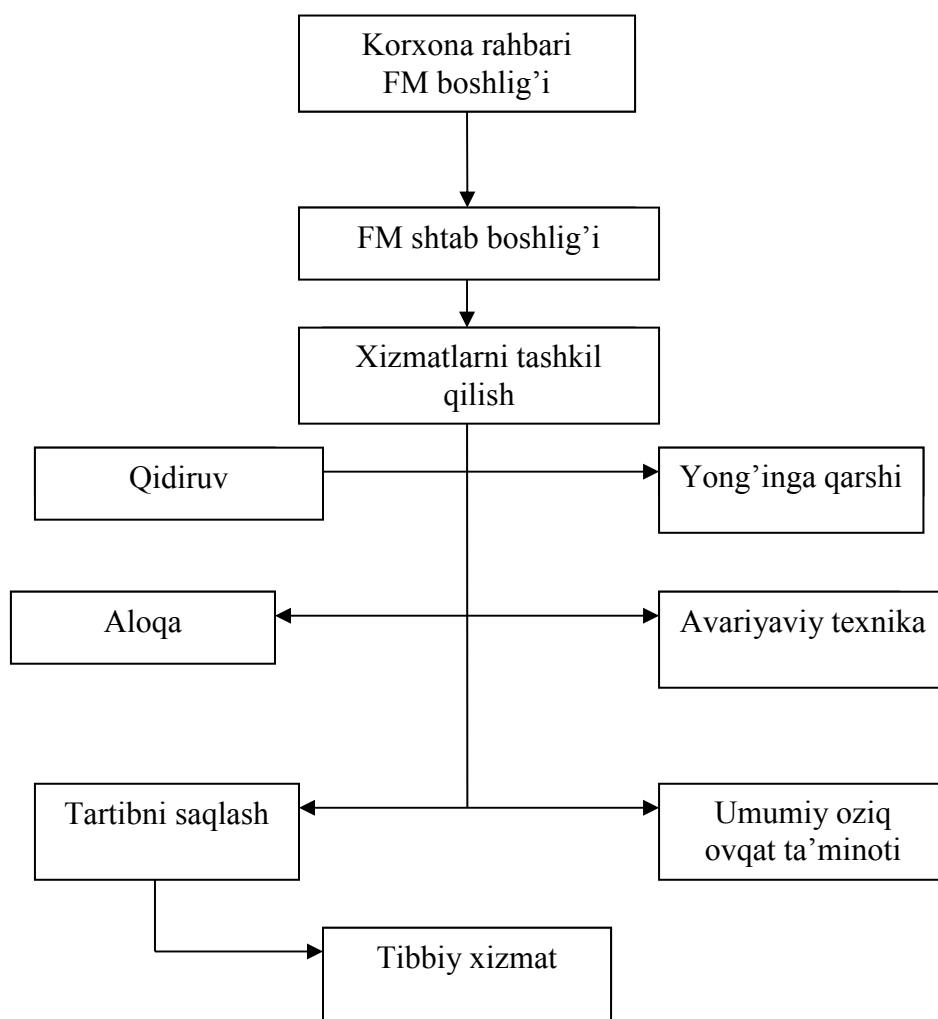 Korxona rahbari
FM boshlig’i
FM shtab boshlig’i
Xizmatlarni tashkil
qilish
Qidiruv
Yong’inga qarshi
Aloqa
Avariyaviy texnika
Tartibni saqlash
Umumiy oziq
ovqat ta’minoti
Tibbiy xizmat